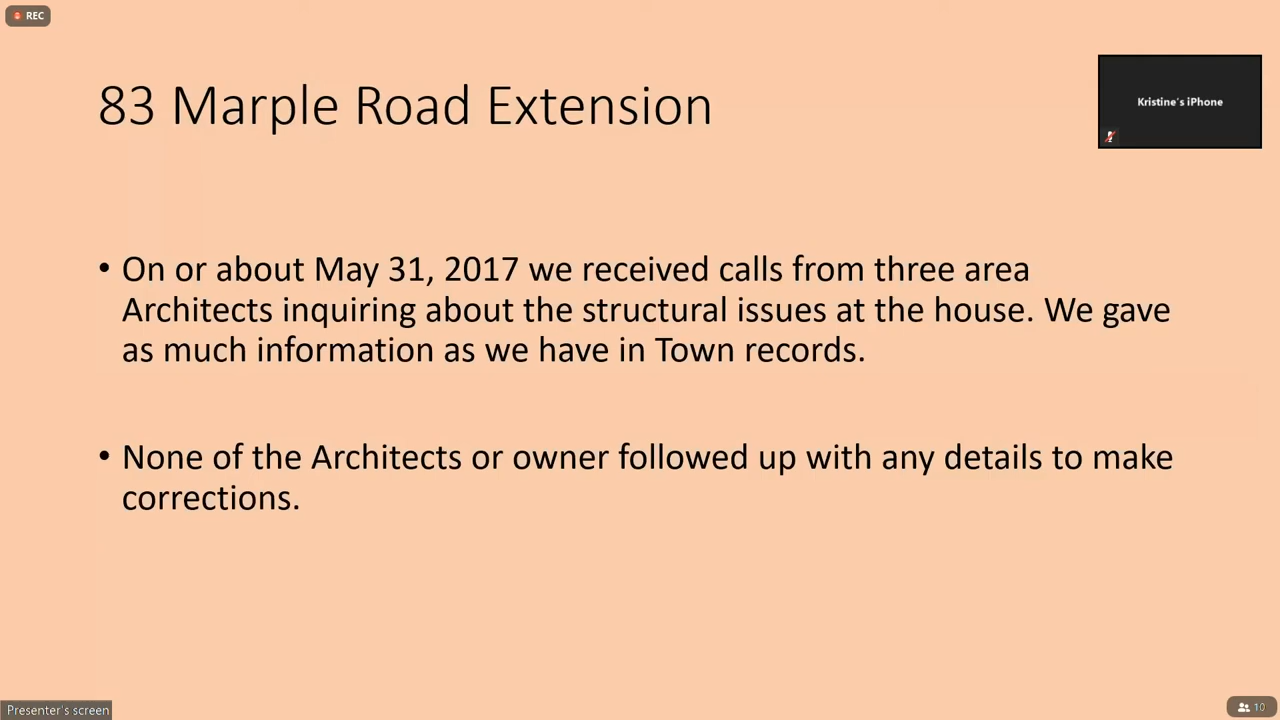 REC
83 Marple Road Extension
Kristine's iPhone
• On or about May 31, 2017 we received calls from three area
Architects inquiring about the structural issues at the house. We gave
as much information as we have in Town records.
• None of the Architects or owner followed up with any details to make
corrections.
Presenter's screen
10